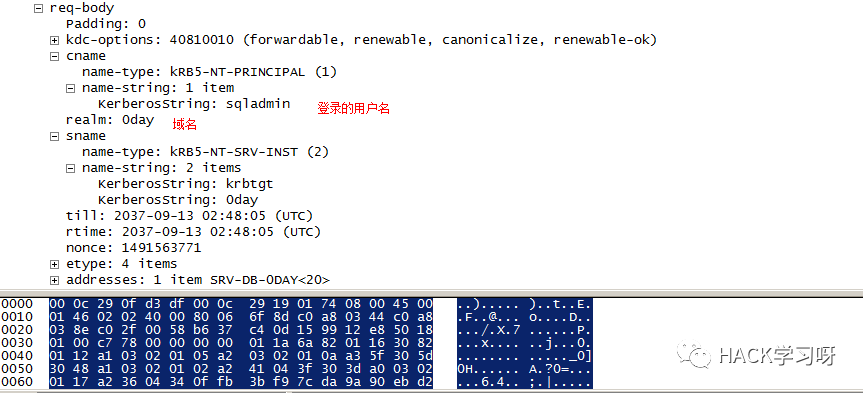 req-body
Padding: 0
kdc-options: 40810010 (forwardable, renewable, canonicalize, renewable-ok)
cname
name-type: kRB5-NT-PRINCIPAL (1)
name-string: 1 item
KerberosString: sqladmin 登录的用户名
realm: 0day 域名
sname
name-type: kRB5-NT-SRV-INST (2)
name-string: 2 items
KerberosString: krbtgt
KerberosString: 0day
till: 2037-09-13 02:48:05 (UTC)
rtime: 2037-09-13 02:48:05 (UTC)
nonce: 1491563771
etype: 4 items
addresses: 1 item SRV-DB-0DAY<20>
0000 00 0c 29 0f d3 df 00 0c 29 19 01 74 08 00 45 00 ..)..... )..t..E.
0010 01 46 02 02 40 00 80 06 6f 8d c0 a8 03 44 c0 a8 .F..@... o....D..
0020 03 8e c0 2f 00 58 b6 37 c4 0d 15 99 12 e8 50 18 .../.X.7 ......P.
0030 01 00 c7 78 00 00 00 00 01 1a 6a 82 01 16 30 82 ...x.... ..j...0.
0040 01 12 a1 03 02 01 05 a2 03 02 01 0a a3 5f 30 5d ........ ....._0]
0050 30 48 a1 03 02 01 02 a2 41 04 3f 30 3d a0 03 02 0H...... A.?0=...
0060 01 17 a2 36 04 34 0f fb 3b f9 7c da 9a 90 eb d2 ...6.4.. ;.|.....
HACK学习呀